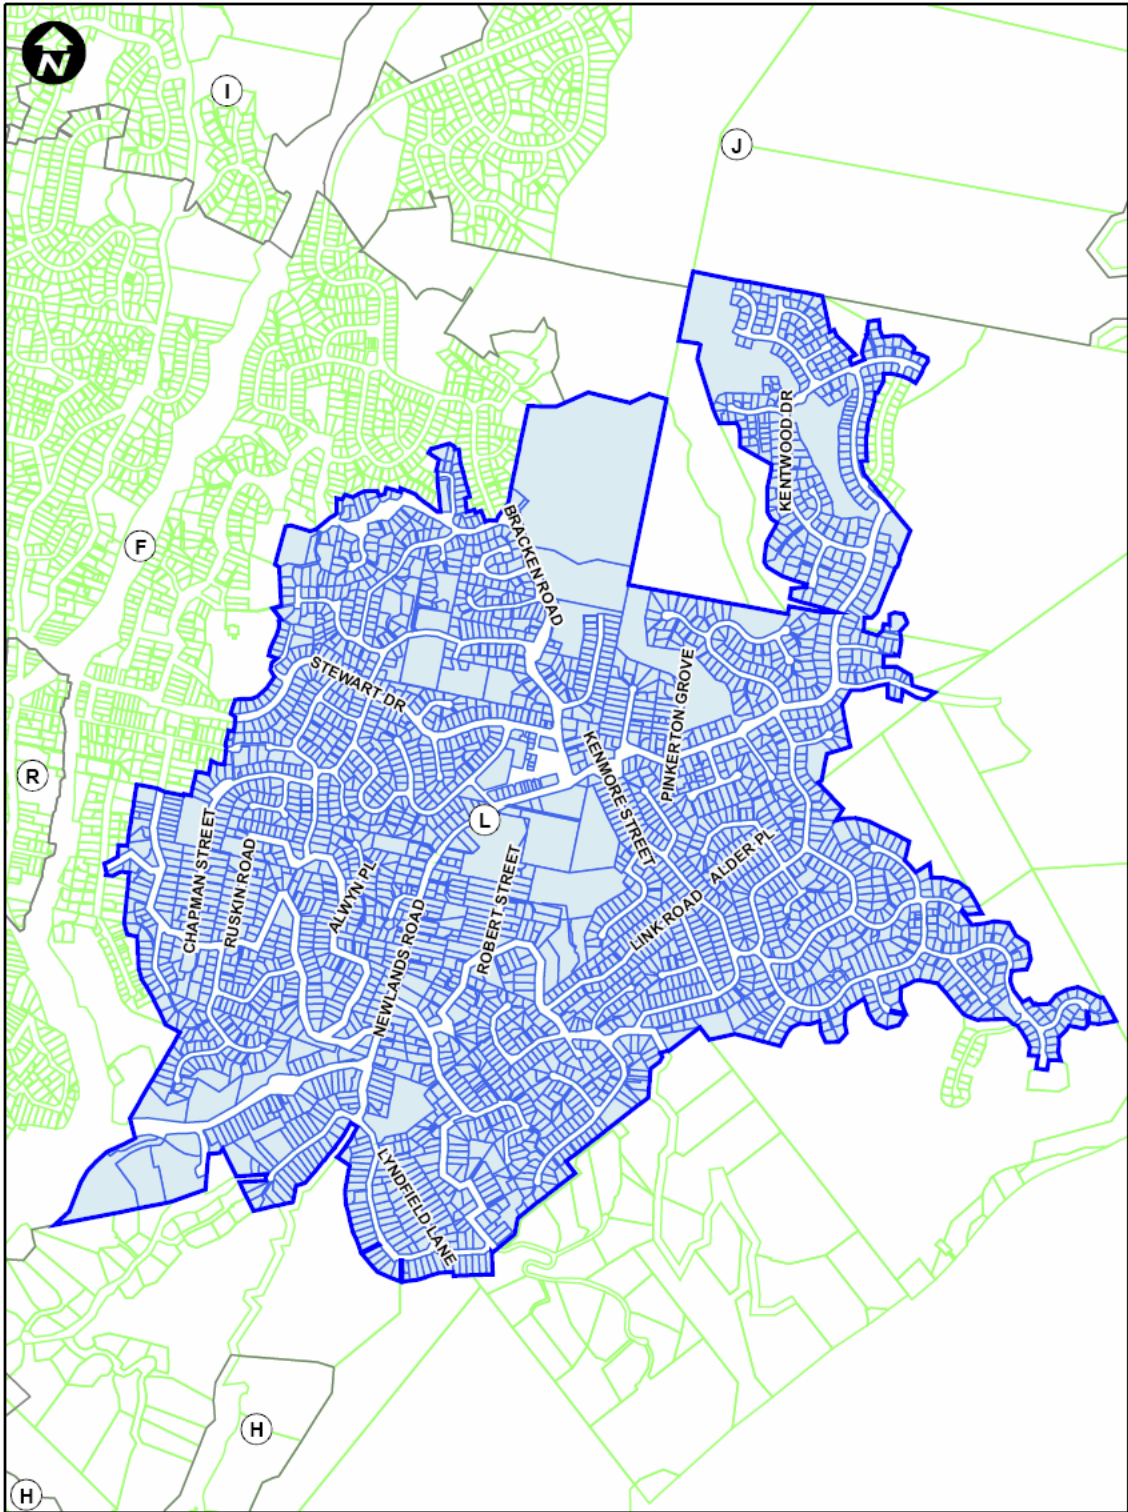 N
I
J
KENTWOOD DR
BRACKEN ROAD
F
STEWART DR
PINKERTON GROVE
KENMORE STREET
R
L
CHAPMAN STREET
RUSKIN ROAD
ALWYN PL
NEWLANDS ROAD
ROBERT STREET
LINK ROAD
ALDER PL
LYNDFIELD LANE
H
H